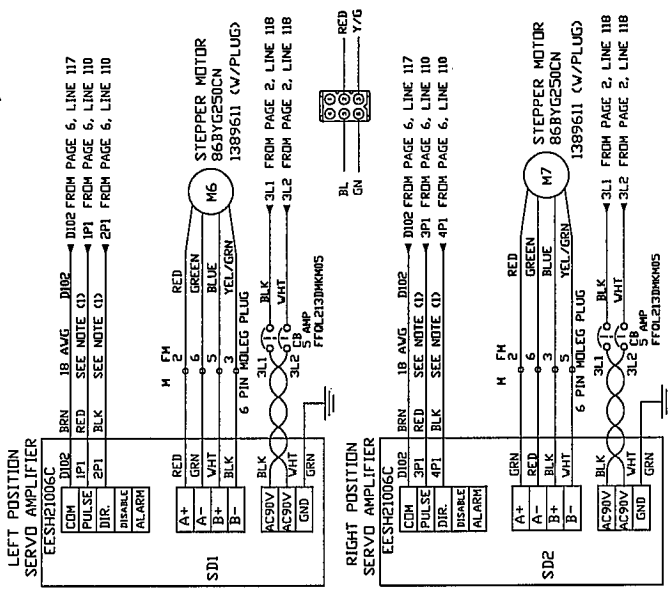 LEFT POSITION
SERVO AMPLIFIER
EESH21006C
COM D102 BRN 18 AWG D102 D102 FROM PAGE 6, LINE 117
PULSE 1P1 RED SEE NOTE (1) 1P1 FROM PAGE 6, LINE 110
DIR. 2P1 BLK SEE NOTE (1) 2P1 FROM PAGE 6, LINE 110
DISABLE
ALARM
M FM
A+ RED 2 RED
A- GRN 6 GREEN
B+ WHT 5 BLUE
B- BLK 3 YEL/GRN
M6
STEPPER MOTOR
86BYG250CN
1389611 (W/PLUG)
6 PIN MOLEG PLUG
SD1
AC90V BLK 3L1 BLK 3L1 FROM PAGE 2, LINE 118
AC90V WHT 3L2 CB WHT 3L2 FROM PAGE 2, LINE 118
5 AMP
FFOL213DMKM05
GND GRN
BL RED
GN Y/G
RIGHT POSITION
SERVO AMPLIFIER
EESH21006C
COM D102 BRN 18 AWG D102 D102 FROM PAGE 6, LINE 117
PULSE 3P1 RED SEE NOTE (1) 3P1 FROM PAGE 6, LINE 110
DIR. 4P1 BLK SEE NOTE (1) 4P1 FROM PAGE 6, LINE 110
DISABLE
ALARM
M FM
A+ GRN 2 RED
A- RED 6 GREEN
B+ BLK 3 BLUE
B- WHT 5 YEL/GRN
M7
STEPPER MOTOR
86BYG250CN
1389611 (W/PLUG)
6 PIN MOLEG PLUG
SD2
AC90V BLK 3L1 BLK 3L1 FROM PAGE 2, LINE 118
AC90V WHT 3L2 CB WHT 3L2 FROM PAGE 2, LINE 118
5 AMP
FFOL213DMKM05
GND GRN